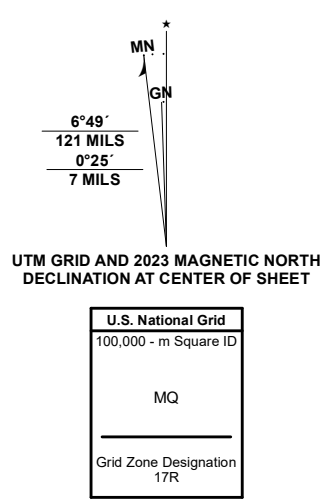 MN
GN
6°49´
121 MILS
0°25´
7 MILS
UTM GRID AND 2023 MAGNETIC NORTH
DECLINATION AT CENTER OF SHEET
U.S. National Grid
100,000 - m Square ID
MQ
Grid Zone Designation
17R